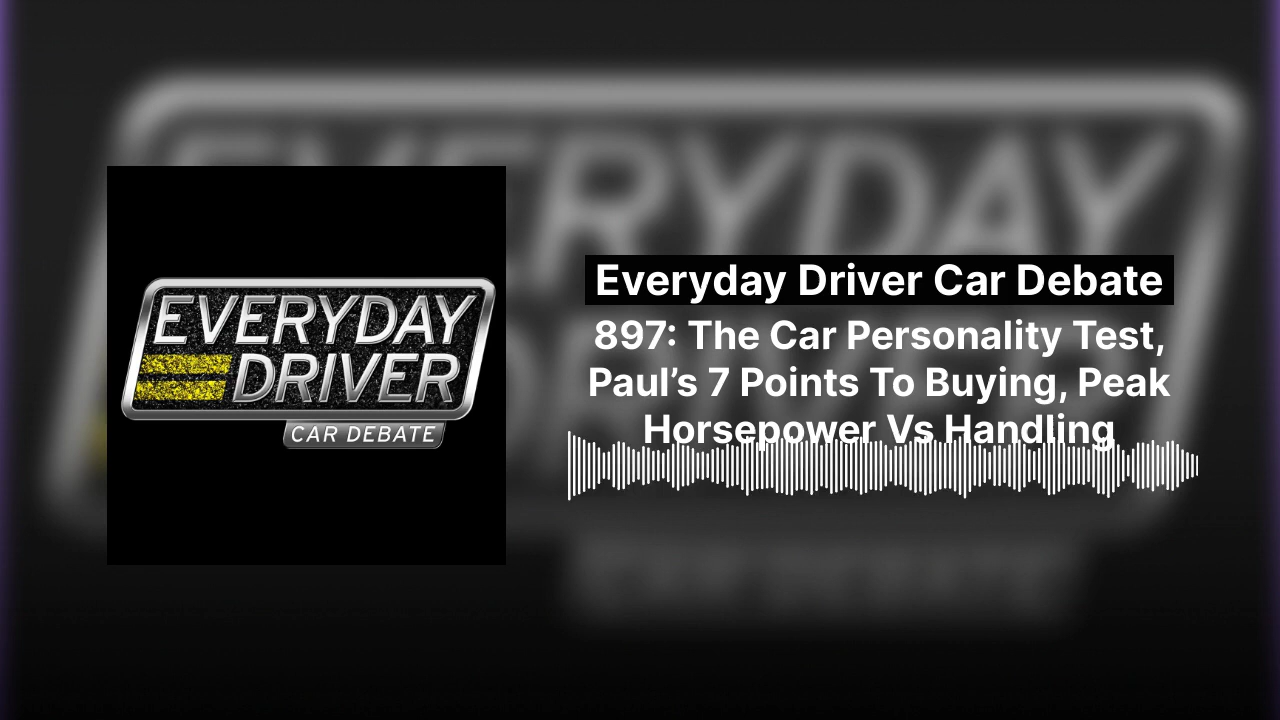 EVERYDAY
DRIVER
CAR DEBATE
Everyday Driver Car Debate
897: The Car Personality Test,
Paul’s 7 Points To Buying, Peak
Horsepower Vs Handling